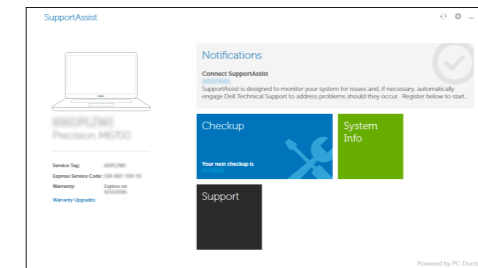 SupportAssist
Notifications
Connect SupportAssist
SupportAssist is designed to monitor your system for issues and, if necessary, automatically
engage Dell Technical Support to address problems should they occur. Register below to start...
Precision M6700
Checkup
System
Info
Your next checkup is
Service Tag:
Express Service Code:
Warranty: Expires on
Warranty Upgrades
Support
Powered by PC-Doctor